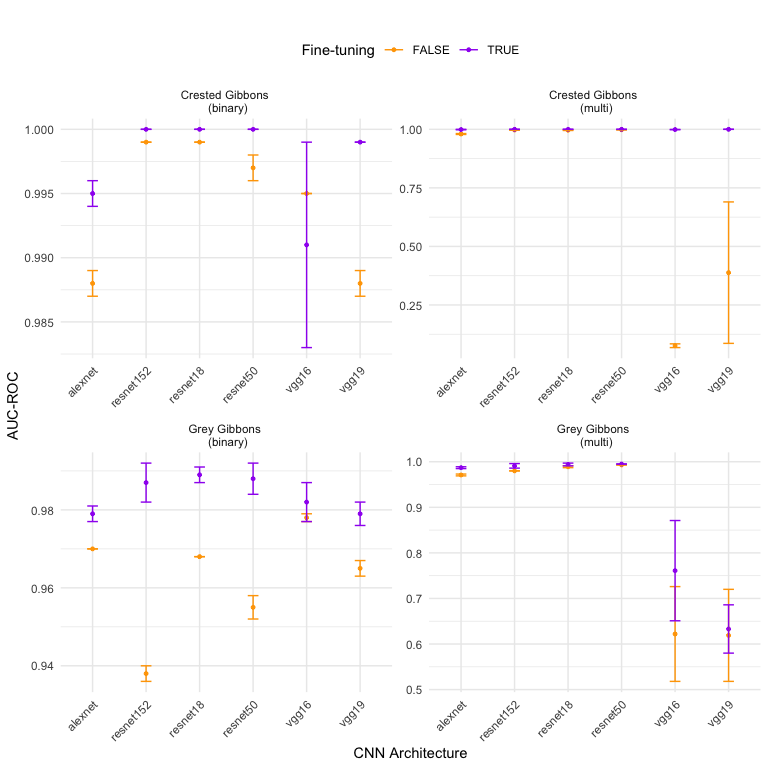 Fine-tuning FALSE TRUE
Crested Gibbons
(binary)
Crested Gibbons
(multi)
1.000
0.995
0.990
0.985
1.00
0.75
0.50
0.25
alexnet
resnet152
resnet18
resnet50
vgg16
vgg19
alexnet
resnet152
resnet18
resnet50
vgg16
vgg19
AUC-ROC
Grey Gibbons
(binary)
Grey Gibbons
(multi)
0.98
0.96
0.94
1.0
0.9
0.8
0.7
0.6
0.5
alexnet
resnet152
resnet18
resnet50
vgg16
vgg19
alexnet
resnet152
resnet18
resnet50
vgg16
vgg19
CNN Architecture